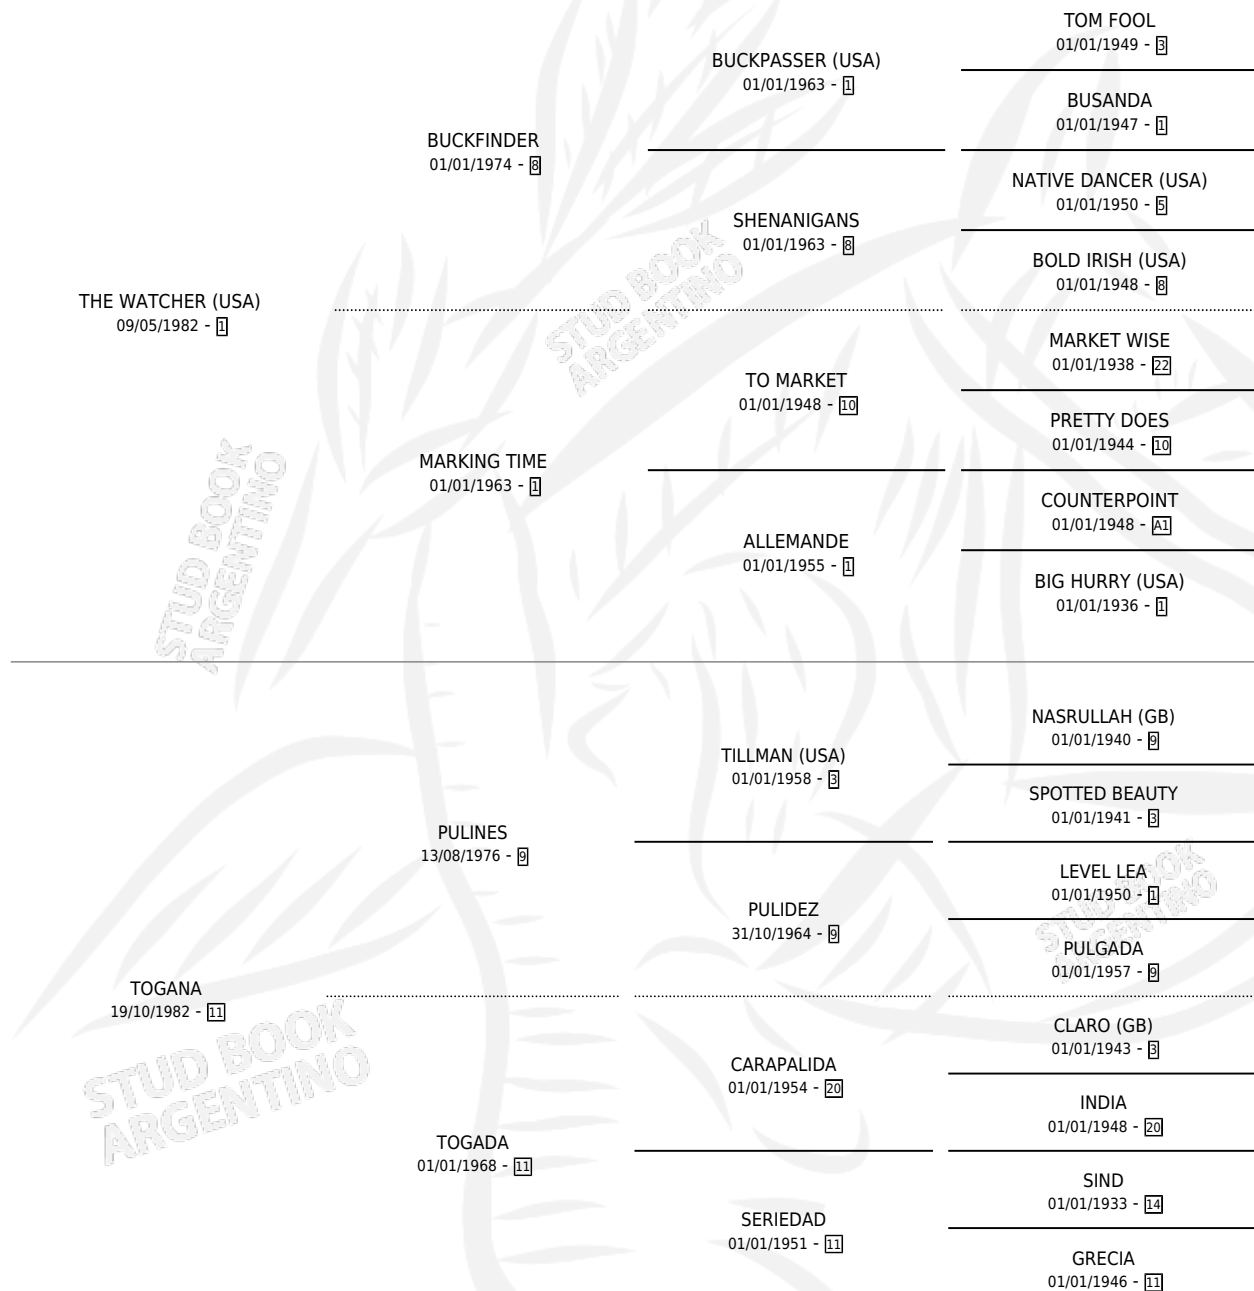 TOM FOOL
01/01/1949 - 3
BUCKPASSER (USA)
01/01/1963 - 1
BUSANDA
01/01/1947 - 1
BUCKFINDER
01/01/1974 - 8
NATIVE DANCER (USA)
01/01/1950 - 5
SHENANIGANS
01/01/1963 - 8
BOLD IRISH (USA)
01/01/1948 - 8
THE WATCHER (USA)
09/05/1982 - 1
MARKET WISE
01/01/1938 - 22
TO MARKET
01/01/1948 - 10
PRETTY DOES
01/01/1944 - 10
MARKING TIME
01/01/1963 - 1
COUNTERPOINT
01/01/1948 - A1
ALLEMANDE
01/01/1955 - 1
BIG HURRY (USA)
01/01/1936 - 1
NASRULLAH (GB)
01/01/1940 - 9
TILLMAN (USA)
01/01/1958 - 3
SPOTTED BEAUTY
01/01/1941 - 3
PULINES
13/08/1976 - 9
LEVEL LEA
01/01/1950 - 1
PULIDEZ
31/10/1964 - 9
PULGADA
01/01/1957 - 9
TOGANA
19/10/1982 - 11
CLARO (GB)
01/01/1943 - 3
CARAPALIDA
01/01/1954 - 20
INDIA
01/01/1948 - 20
TOGADA
01/01/1968 - 11
SIND
01/01/1933 - 14
SERIEDAD
01/01/1951 - 11
GRECIA
01/01/1946 - 11
STUD BOOK
ARGENTINO
STUD BOOK
ARGENTINO
STUD BOOK
ARGENTINO
STUD BOOK
ARGENTINO